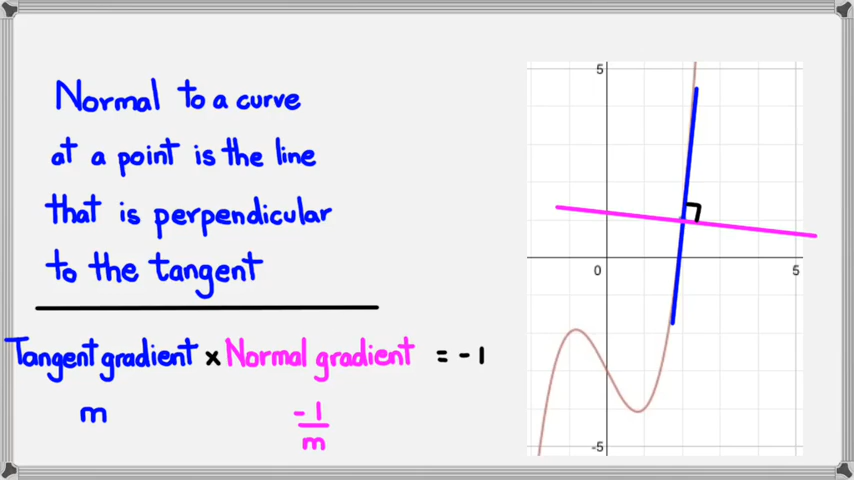 Normal to a curve
at a point is the line
that is perpendicular
to the tangent
Tangent gradient x Normal gradient = -1
m
-1
m
5
0
5
-5